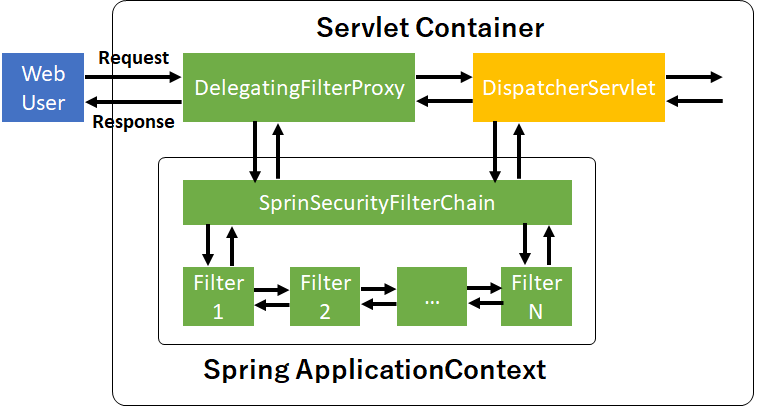 Servlet Container
Request
Web
User
DelegatingFilterProxy
DispatcherServlet
Response
SprinSecurityFilterChain
Filter
1
Filter
2
...
Filter
N
Spring ApplicationContext